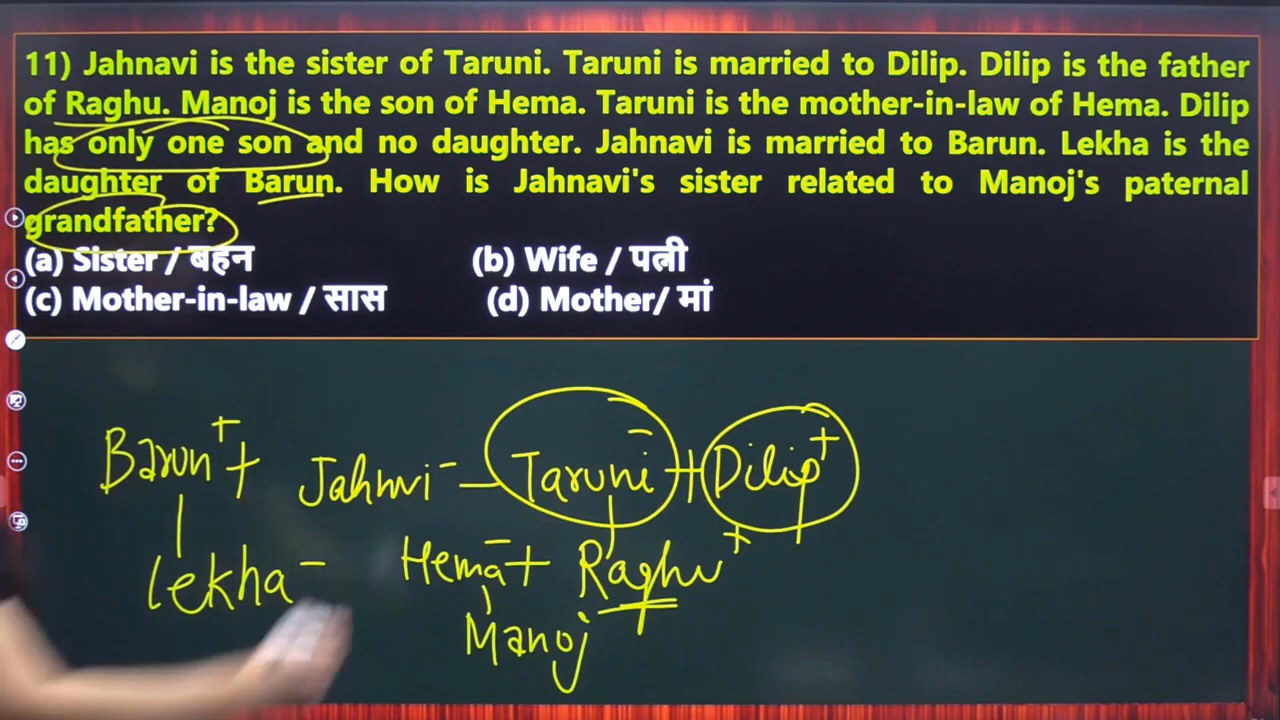 11) Jahnavi is the sister of Taruni. Taruni is married to Dilip. Dilip is the father
of Raghu. Manoj is the son of Hema. Taruni is the mother-in-law of Hema. Dilip
has only one son and no daughter. Jahnavi is married to Barun. Lekha is the
daughter of Barun. How is Jahnavi's sister related to Manoj's paternal
grandfather?
(a) Sister / बहन (b) Wife / पत्नी
(c) Mother-in-law / सास (d) Mother/ मां
Barun+ + Jahnvi- – Taruni- + Dilip+
Lekha- Hema- + Raghu+
Manoj